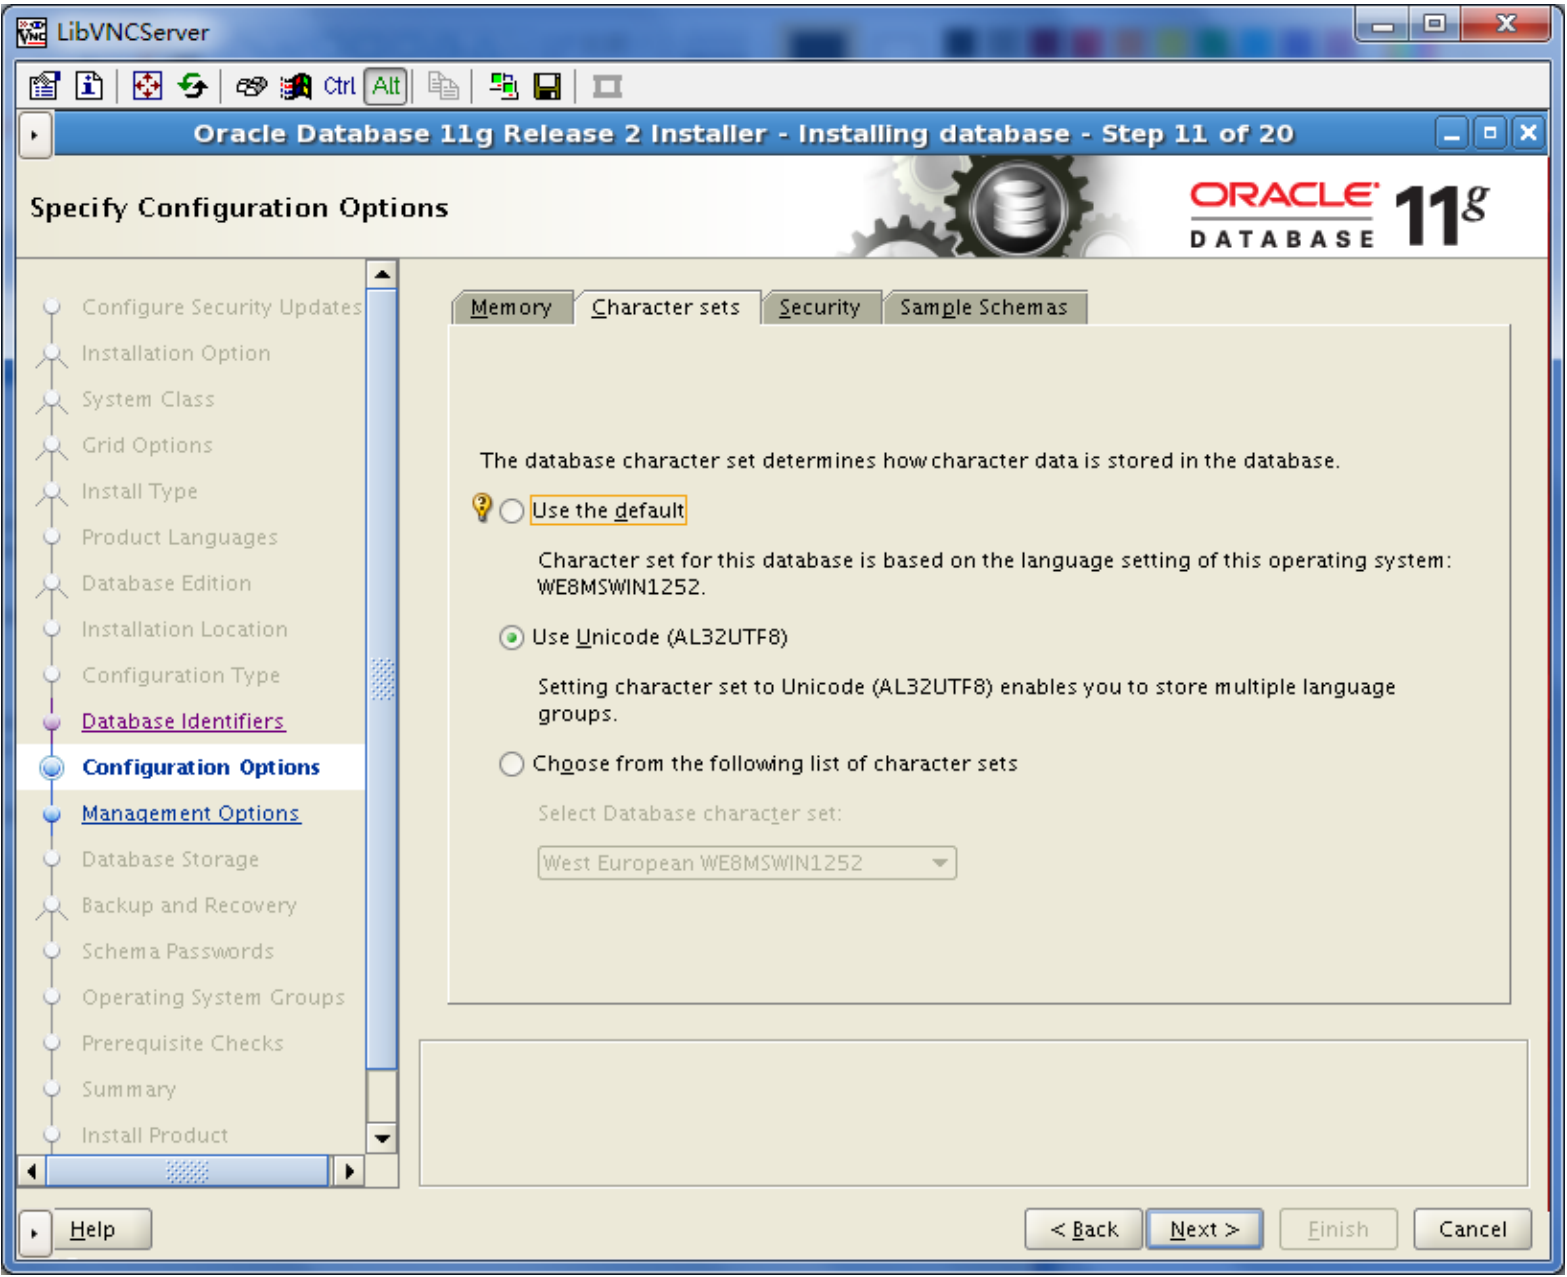 LibVNCServer
Ctrl Alt
Oracle Database 11g Release 2 Installer - Installing database - Step 11 of 20
Specify Configuration Options
ORACLE 11g
DATABASE
Configure Security Updates
Installation Option
System Class
Grid Options
Install Type
Product Languages
Database Edition
Installation Location
Configuration Type
Database Identifiers
Configuration Options
Management Options
Database Storage
Backup and Recovery
Schema Passwords
Operating System Groups
Prerequisite Checks
Summary
Install Product
Memory Character sets Security Sample Schemas
The database character set determines how character data is stored in the database.
Use the default
Character set for this database is based on the language setting of this operating system:
WE8MSWIN1252.
Use Unicode (AL32UTF8)
Setting character set to Unicode (AL32UTF8) enables you to store multiple language
groups.
Choose from the following list of character sets
Select Database character set:
West European WE8MSWIN1252
Help
< Back Next > Finish Cancel